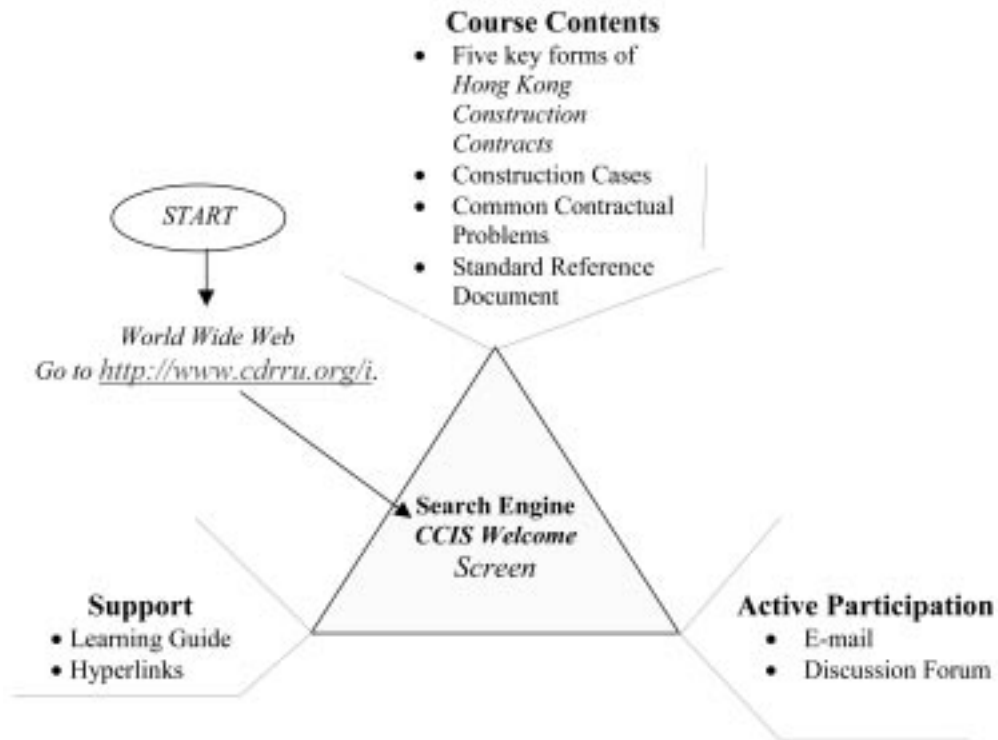 Course Contents
• Five key forms of
Hong Kong
Construction
Contracts
• Construction Cases
• Common Contractual
Problems
• Standard Reference
Document
START
World Wide Web
Go to http://www.cdrru.org/i.
Search Engine
CCIS Welcome
Screen
Support
• Learning Guide
• Hyperlinks
Active Participation
• E-mail
• Discussion Forum